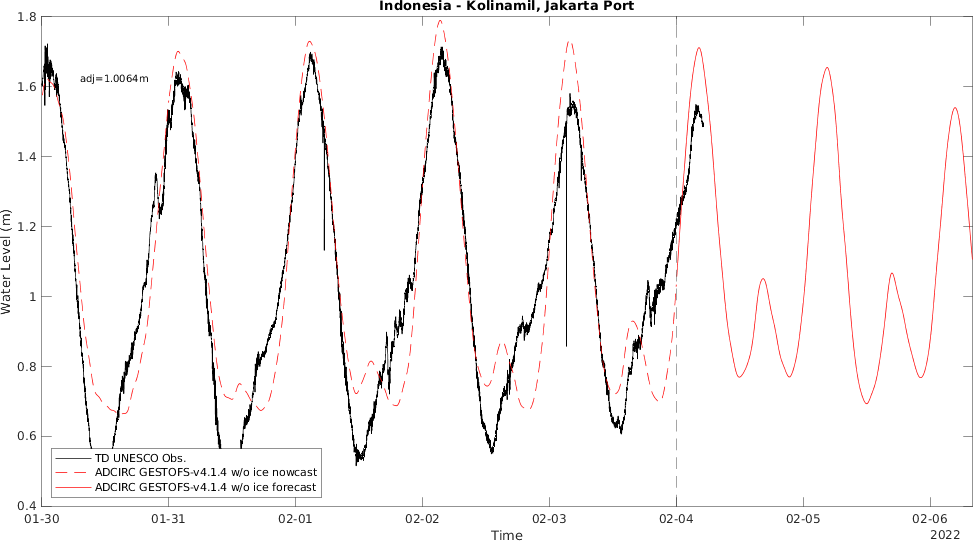 Indonesia - Kolinamil, Jakarta Port
1.8
1.6
1.4
1.2
1
0.8
0.6
0.4
Water Level (m)
adj=1.0064m
TD UNESCO Obs.
ADCIRC GESTOFS-v4.1.4 w/o ice nowcast
ADCIRC GESTOFS-v4.1.4 w/o ice forecast
01-30 01-31 02-01 02-02 02-03 02-04 02-05 02-06
Time
2022